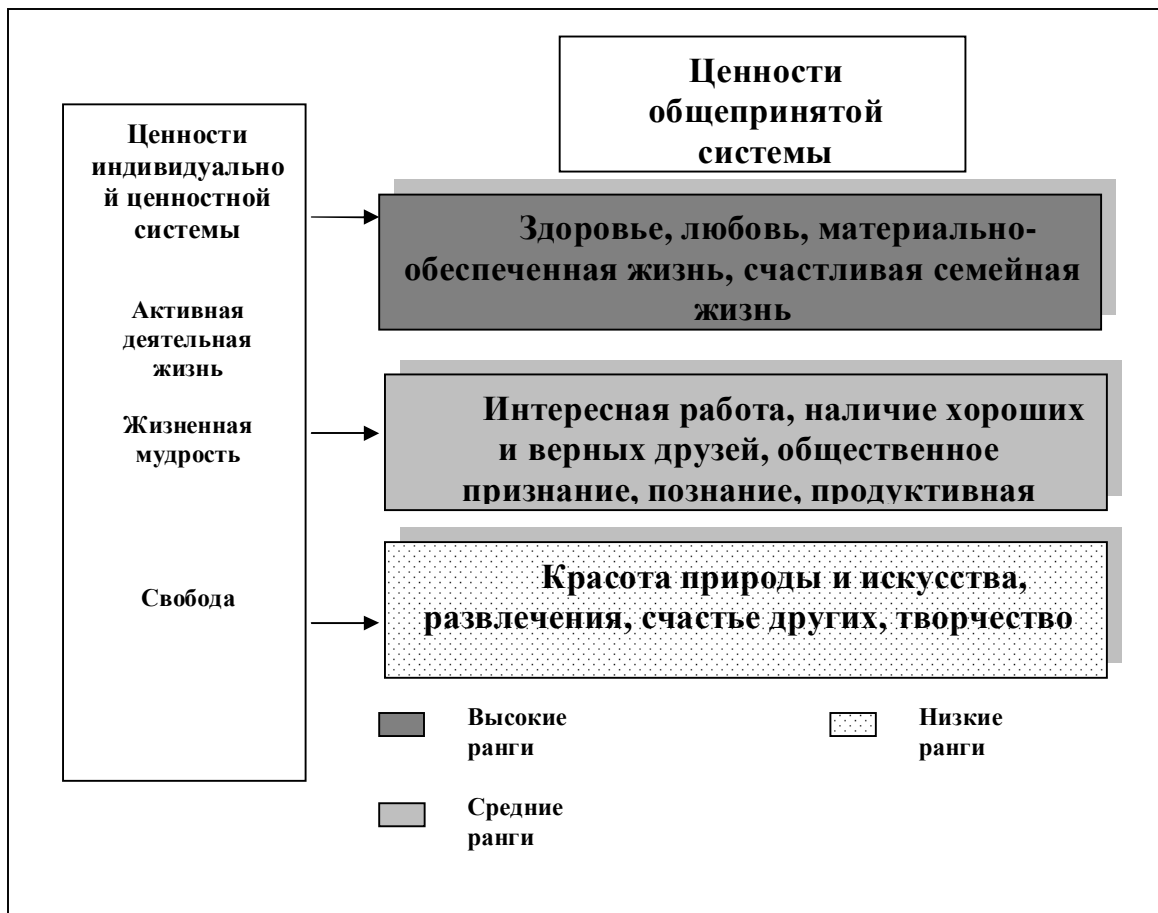 Ценности
общепринятой
системы
Ценности
индивидуально
й ценностной
системы
Активная
деятельная
жизнь
Жизненная
мудрость
Свобода
Здоровье, любовь, материально-
обеспеченная жизнь, счастливая семейная
жизнь
Интересная работа, наличие хороших
и верных друзей, общественное
признание, познание, продуктивная
Красота природы и искусства,
развлечения, счастье других, творчество
Высокие
ранги
Низкие
ранги
Средние
ранги